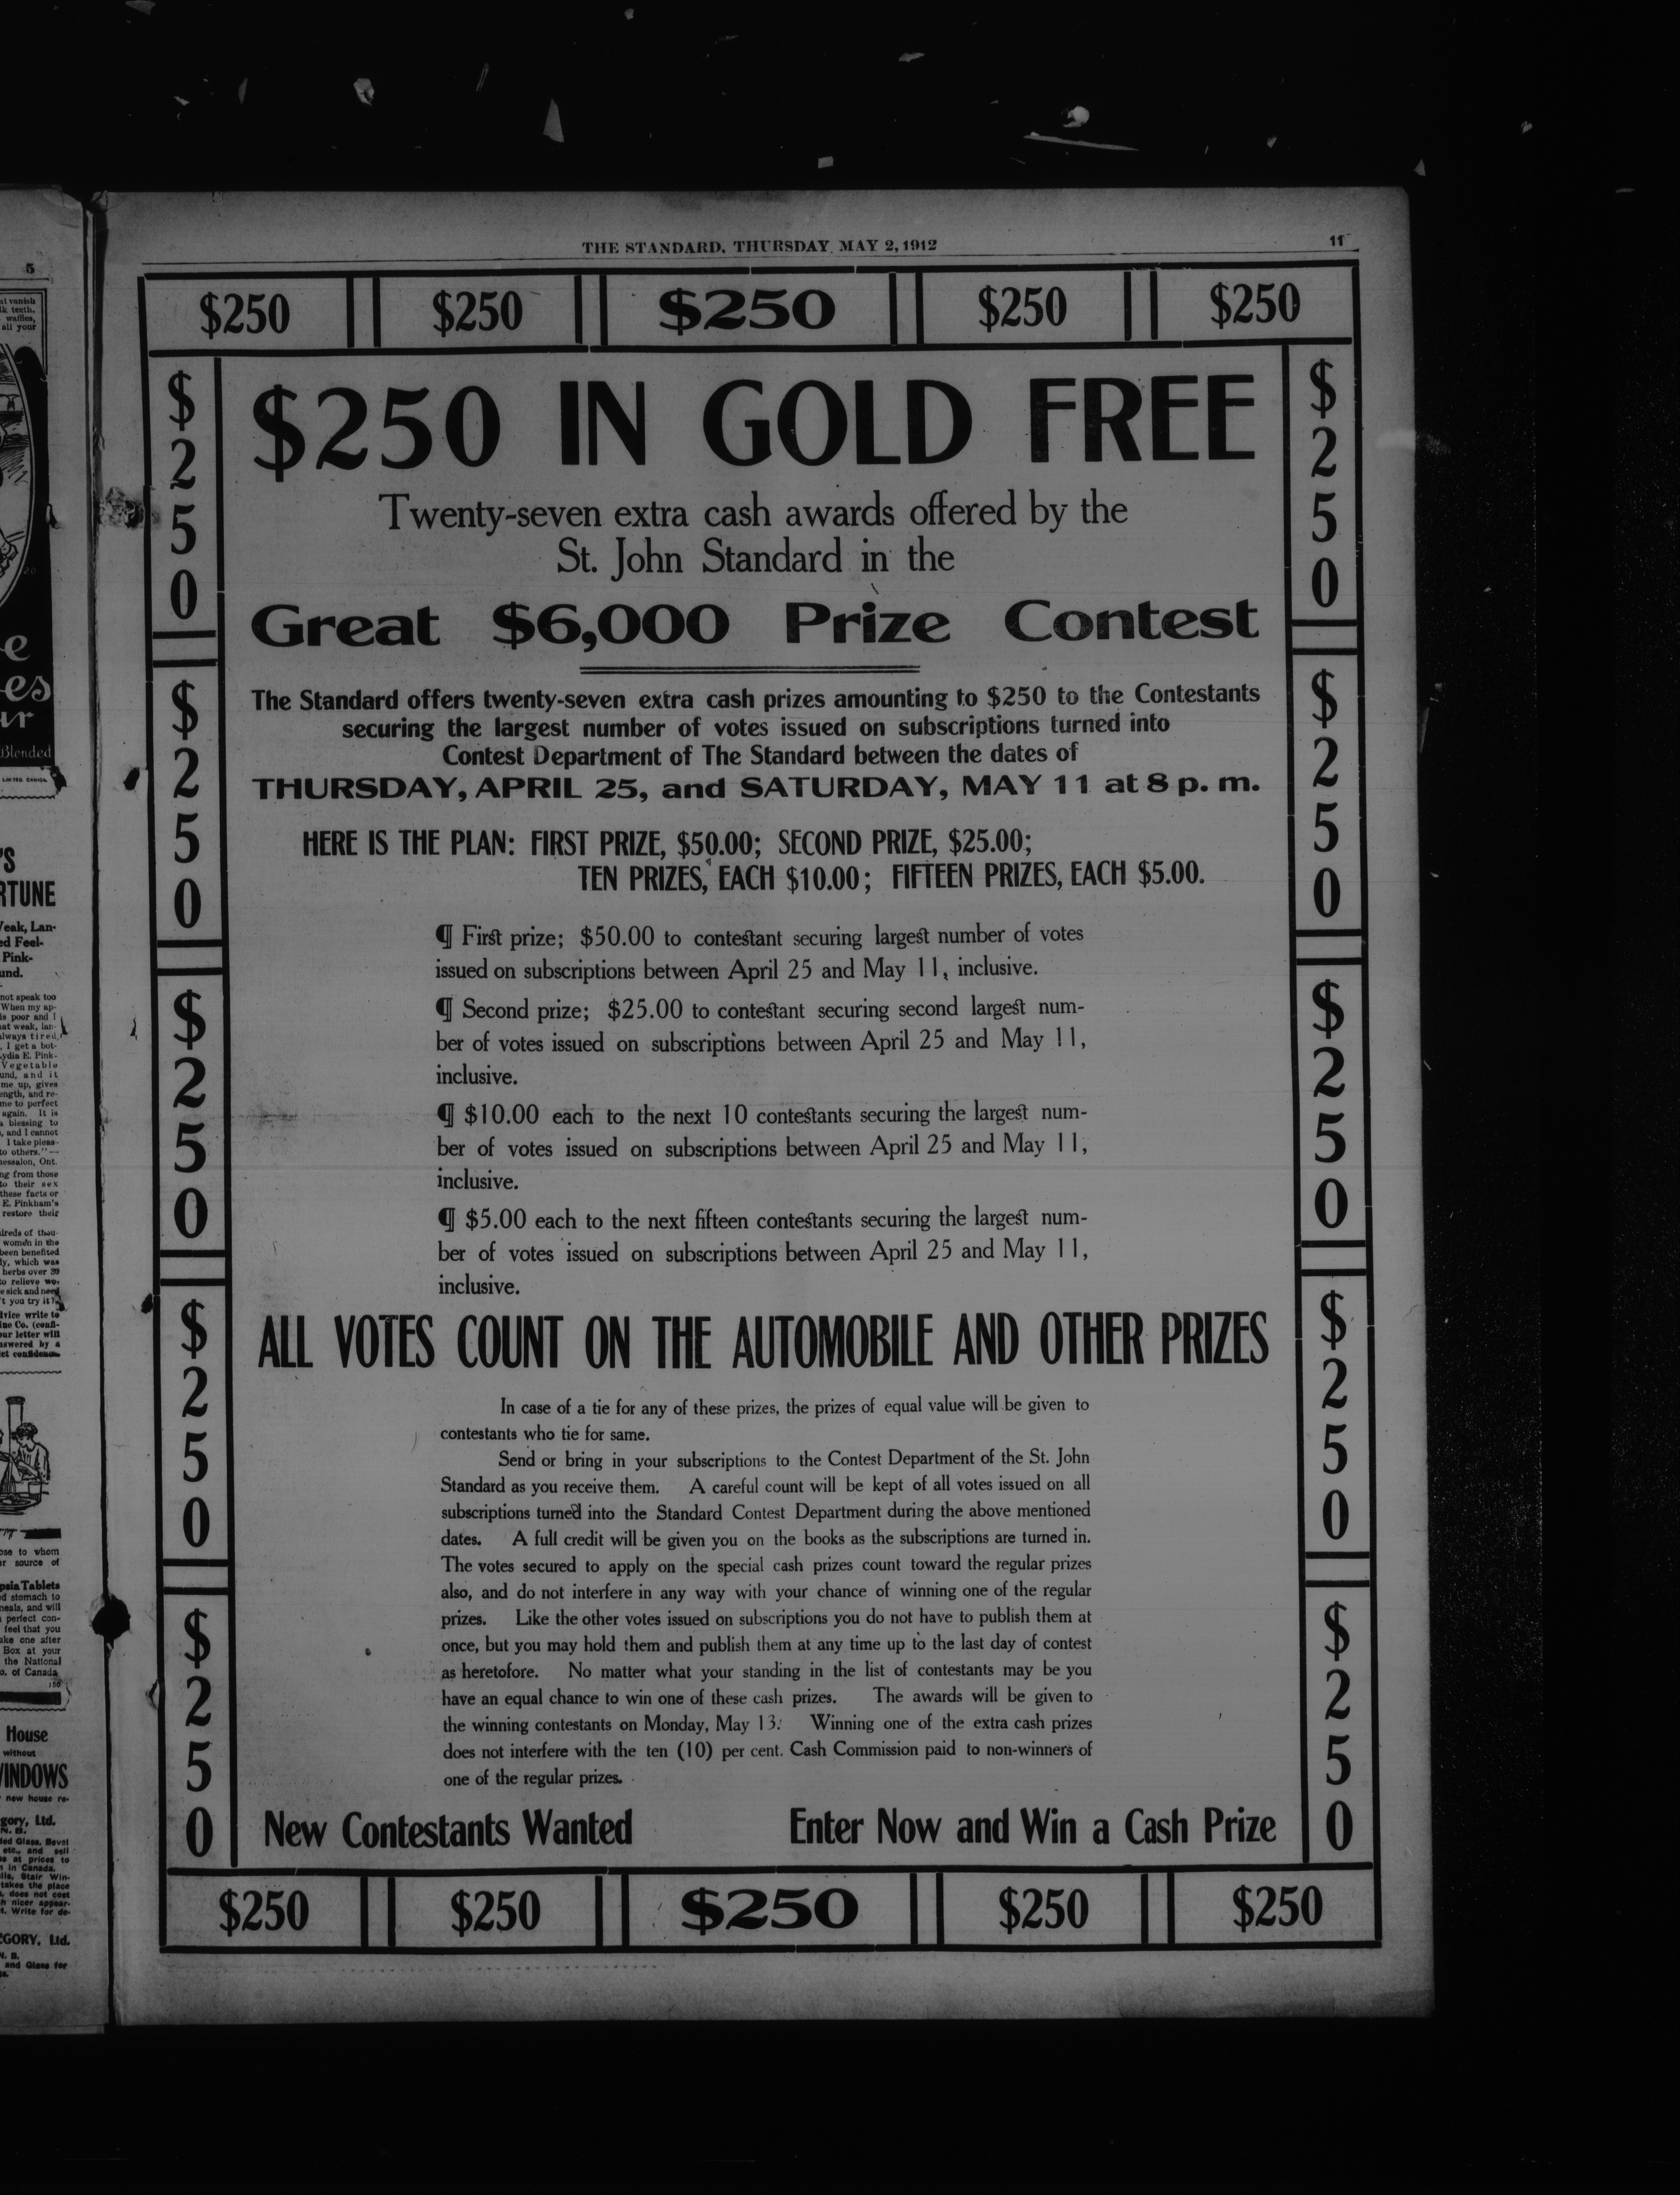 THE STANDARD, THURSDAY, MAY 2, 1912
11
$250 $250 $250 $250 $250
$250 IN GOLD FREE
Twenty-seven extra cash awards offered by the
St. John Standard in the
Great $6,000 Prize Contest
The Standard offers twenty-seven extra cash prizes amounting to $250 to the Contestants
securing the largest number of votes issued on subscriptions turned into
Contest Department of The Standard between the dates of
THURSDAY, APRIL 25, and SATURDAY, MAY 11 at 8 p. m.
HERE IS THE PLAN: FIRST PRIZE, $50.00; SECOND PRIZE, $25.00;
TEN PRIZES, EACH $10.00; FIFTEEN PRIZES, EACH $5.00.
¶ First prize; $50.00 to contestant securing largest number of votes
issued on subscriptions between April 25 and May 11, inclusive.
¶ Second prize; $25.00 to contestant securing second largest num-
ber of votes issued on subscriptions between April 25 and May 11,
inclusive.
¶ $10.00 each to the next 10 contestants securing the largest num-
ber of votes issued on subscriptions between April 25 and May 11,
inclusive.
¶ $5.00 each to the next fifteen contestants securing the largest num-
ber of votes issued on subscriptions between April 25 and May 11,
inclusive.
ALL VOTES COUNT ON THE AUTOMOBILE AND OTHER PRIZES
In case of a tie for any of these prizes, the prizes of equal value will be given to
contestants who tie for same.
Send or bring in your subscriptions to the Contest Department of the St. John
Standard as you receive them. A careful count will be kept of all votes issued on all
subscriptions turned into the Standard Contest Department during the above mentioned
dates. A full credit will be given you on the books as the subscriptions are turned in.
The votes secured to apply on the special cash prizes count toward the regular prizes
also, and do not interfere in any way with your chance of winning one of the regular
prizes. Like the other votes issued on subscriptions you do not have to publish them at
once, but you may hold them and publish them at any time up to the last day of contest
as heretofore. No matter what your standing in the list of contestants may be you
have an equal chance to win one of these cash prizes. The awards will be given to
the winning contestants on Monday, May 13. Winning one of the extra cash prizes
does not interfere with the ten (10) per cent. Cash Commission paid to non-winners of
one of the regular prizes.
New Contestants Wanted Enter Now and Win a Cash Prize
$250 $250 $250 $250 $250
$250
$250
$250
$250
$250
$250
$250
$250
$250
$250